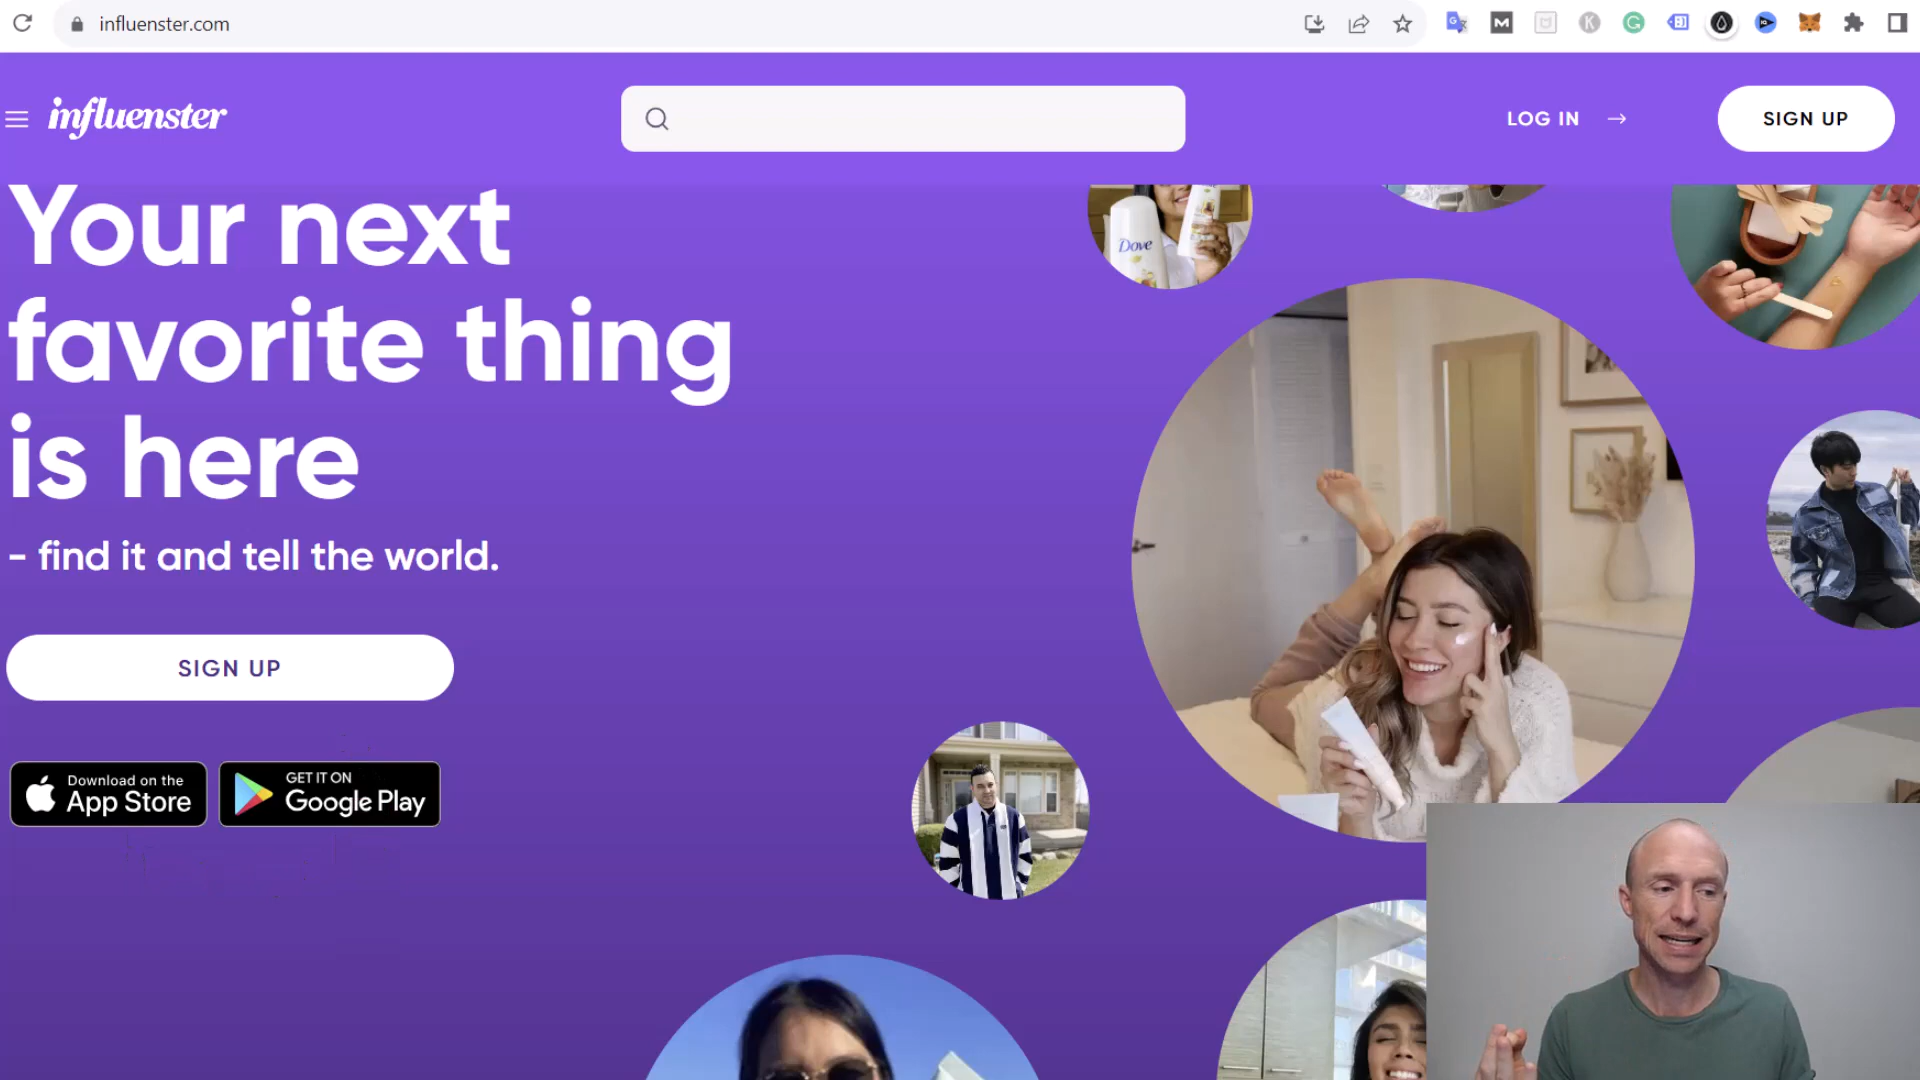 influenster.com
influenster
LOG IN
SIGN UP
Your next
favorite thing
is here
- find it and tell the world.
SIGN UP
Download on the
App Store
GET IT ON
Google Play
Dove